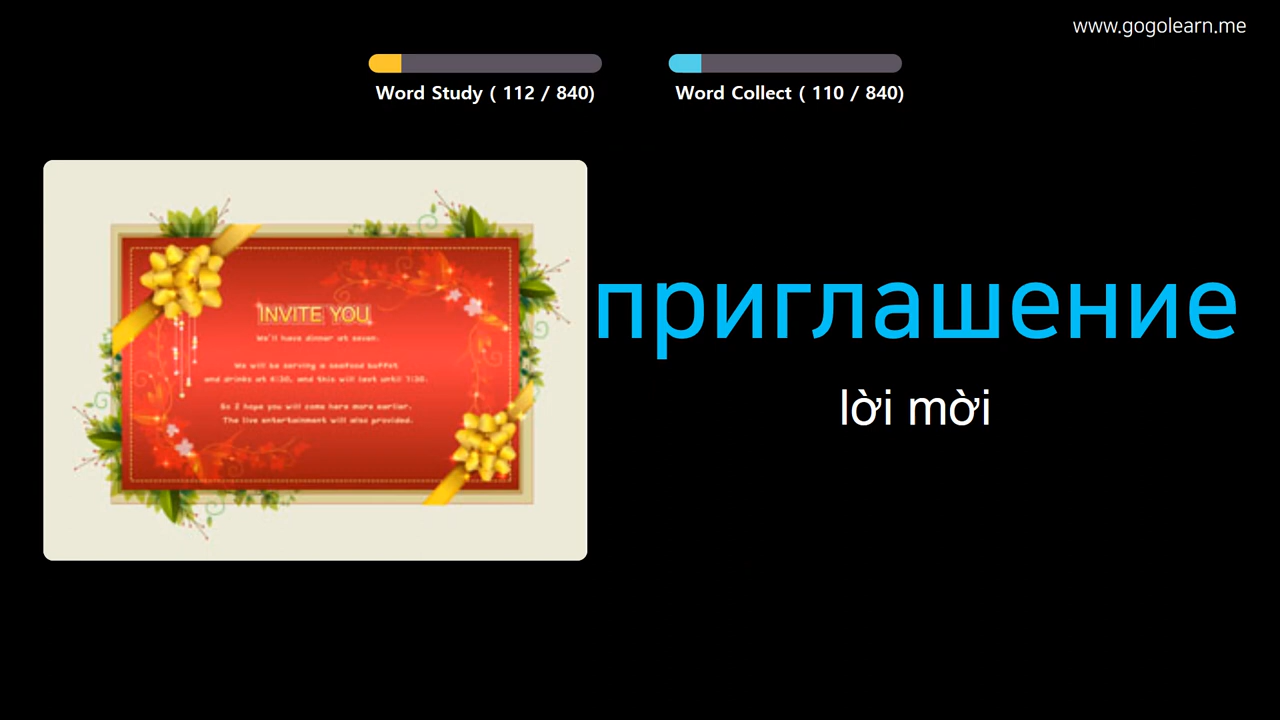 www.gogolearn.me
Word Study ( 112 / 840)
Word Collect ( 110 / 840)
INVITE YOU
We'll have dinner at seven.
We will be serving a seafood buffet
and drinks at 6:30, and this will last until 7:30.
So I hope you will come here more earlier.
The live entertainment will also provided.
приглашение
lời mời